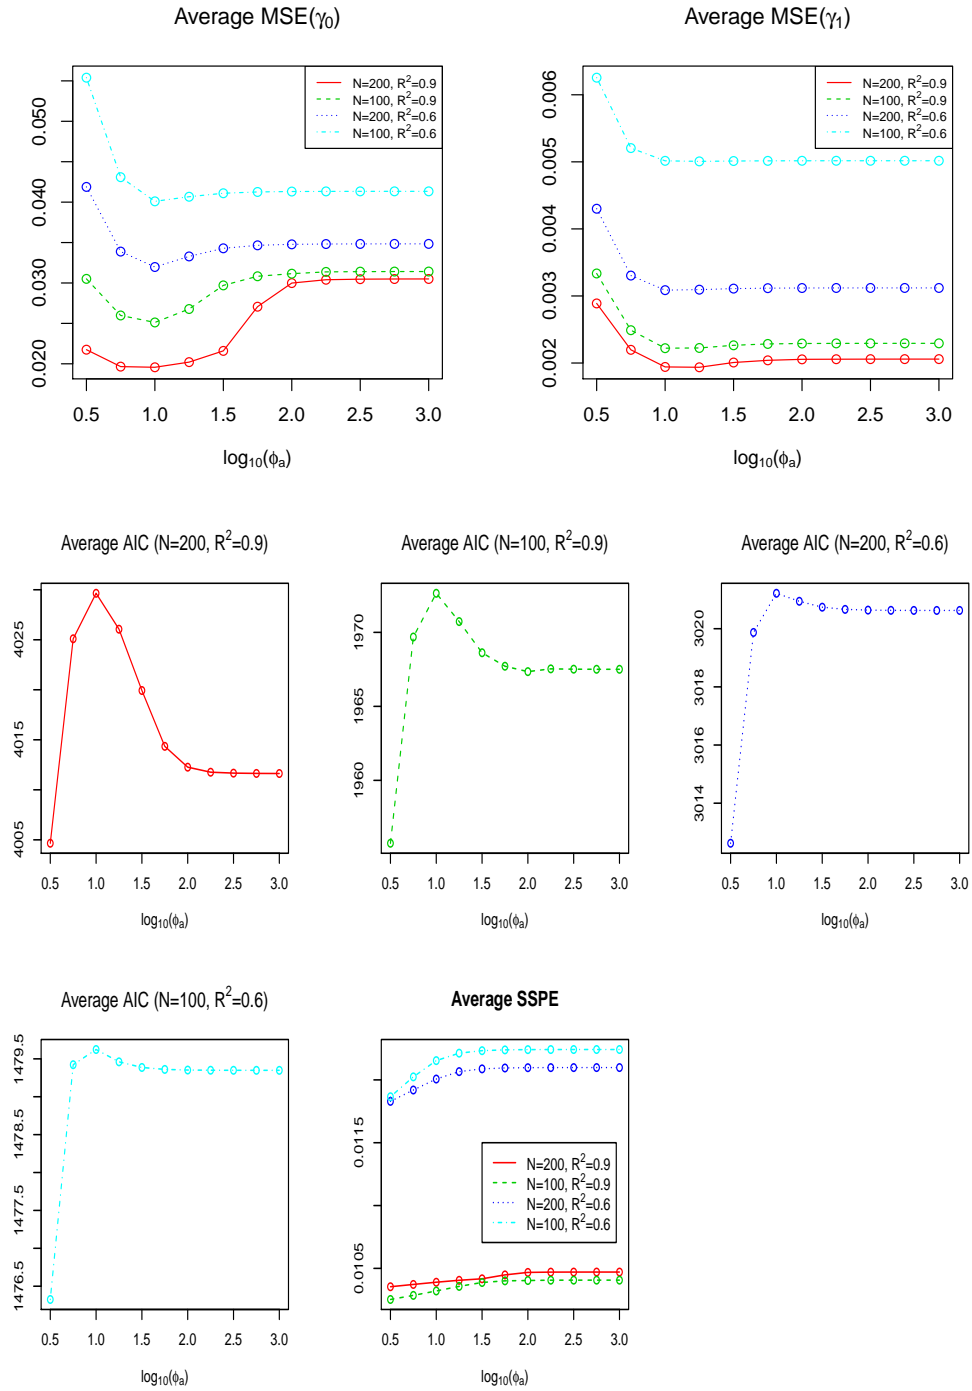 Average MSE(γ0)
Average MSE(γ1)
N=200, R2=0.9
N=100, R2=0.9
N=200, R2=0.6
N=100, R2=0.6
0.020 0.030 0.040 0.050
0.5 1.0 1.5 2.0 2.5 3.0
log10(ϕa)
N=200, R2=0.9
N=100, R2=0.9
N=200, R2=0.6
N=100, R2=0.6
0.002 0.003 0.005 0.006
0.5 1.0 1.5 2.0 2.5 3.0
log10(ϕa)
Average AIC (N=200, R2=0.9)
4005 4015 4025
0.5 1.0 1.5 2.0 2.5 3.0
log10(ϕa)
Average AIC (N=100, R2=0.9)
1960 1965 1970
0.5 1.0 1.5 2.0 2.5 3.0
log10(ϕa)
Average AIC (N=200, R2=0.6)
3014 3016 3018 3020
0.5 1.0 1.5 2.0 2.5 3.0
log10(ϕa)
Average AIC (N=100, R2=0.6)
1476.5 1477.5 1478.5 1479.5
0.5 1.0 1.5 2.0 2.5 3.0
log10(ϕa)
Average SSPE
0.0105 0.0115
N=200, R2=0.9
N=100, R2=0.9
N=200, R2=0.6
N=100, R2=0.6
0.5 1.0 1.5 2.0 2.5 3.0
log10(ϕa)